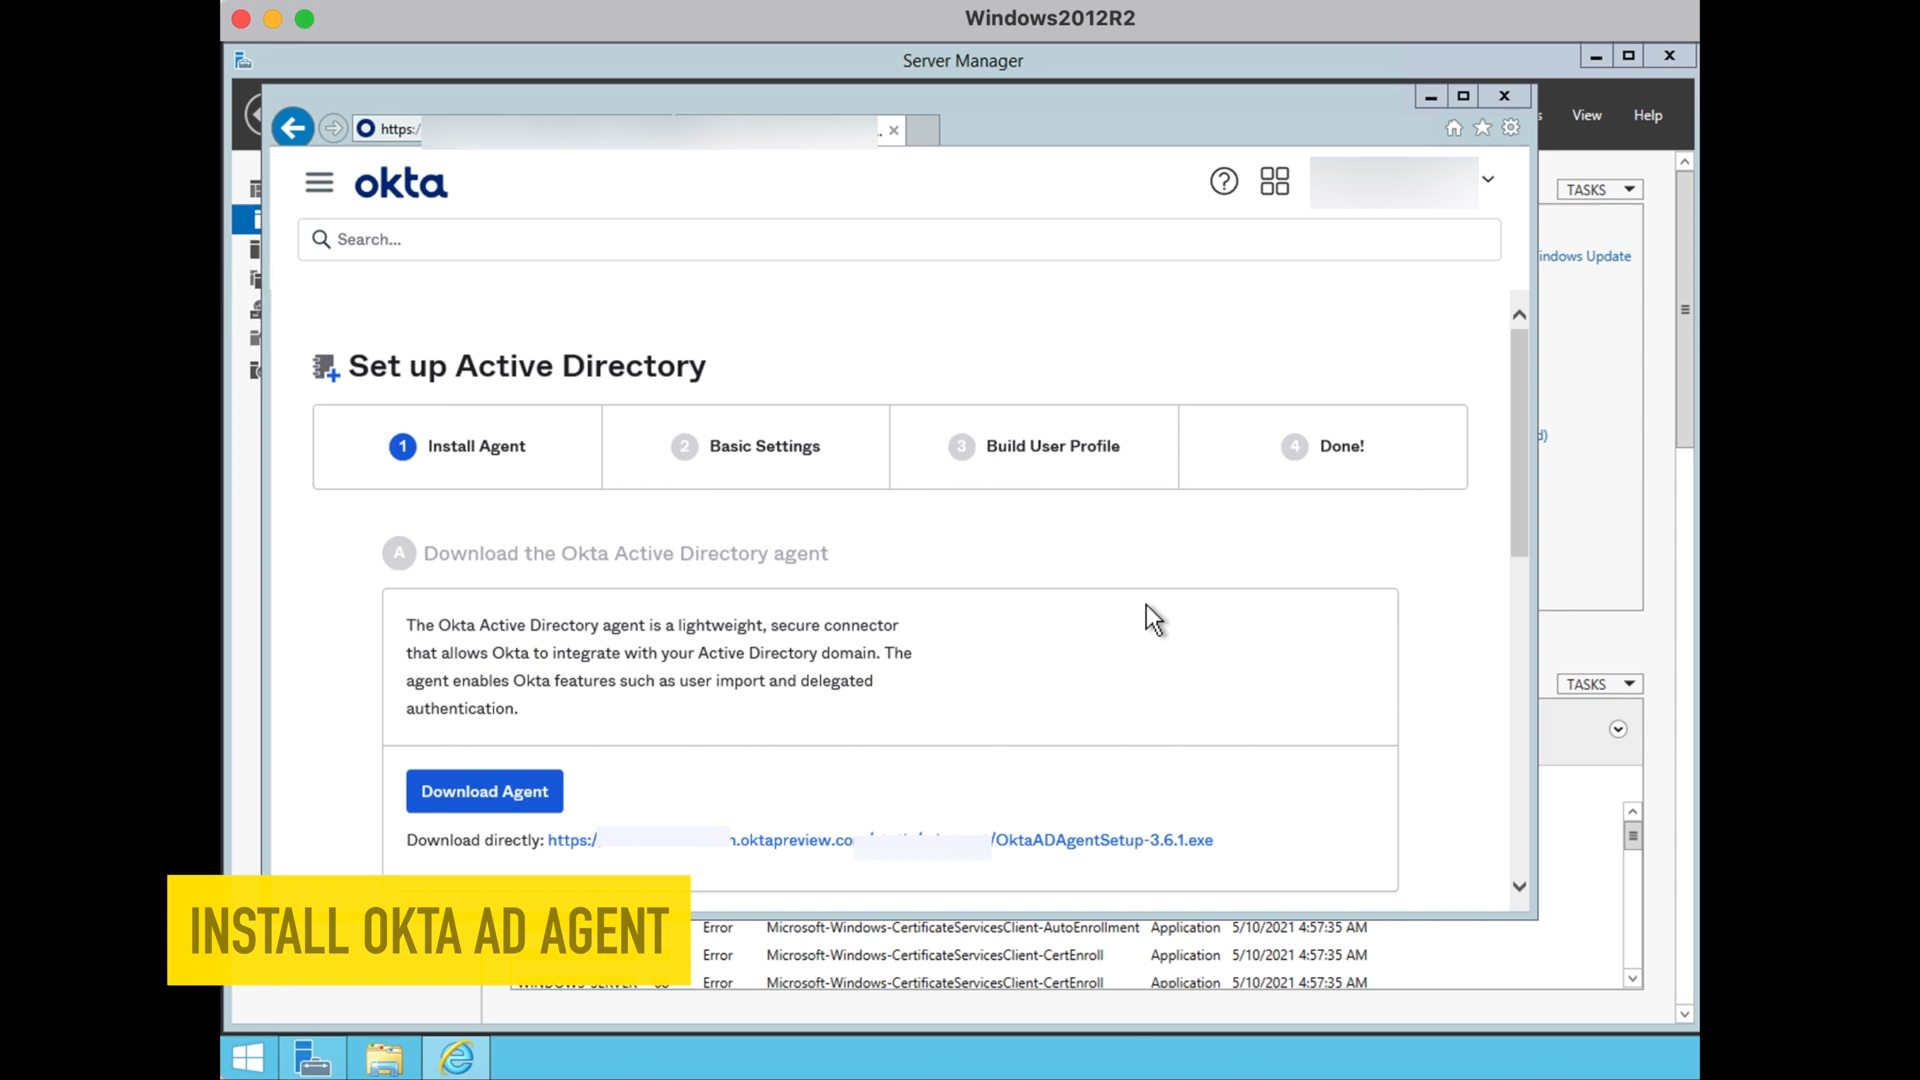 Windows2012R2
Server Manager
https:/
View
Help
okta
TASKS
Search...
indows Update
Set up Active Directory
1 Install Agent
2 Basic Settings
3 Build User Profile
4 Done!
A Download the Okta Active Directory agent
The Okta Active Directory agent is a lightweight, secure connector
that allows Okta to integrate with your Active Directory domain. The
agent enables Okta features such as user import and delegated
authentication.
TASKS
Download Agent
Download directly: https:/ n.oktapreview.co /OktaADAgentSetup-3.6.1.exe
INSTALL OKTA AD AGENT
Error Microsoft-Windows-CertificateServicesClient-AutoEnrollment Application 5/10/2021 4:57:35 AM
Error Microsoft-Windows-CertificateServicesClient-CertEnroll Application 5/10/2021 4:57:35 AM
Error Microsoft-Windows-CertificateServicesClient-CertEnroll Application 5/10/2021 4:57:35 AM